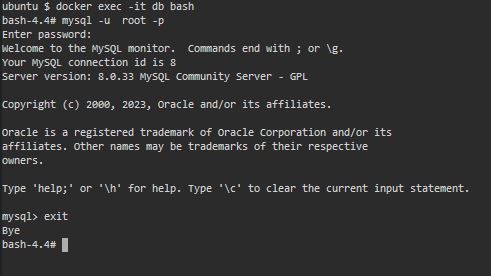 ubuntu $ docker exec -it db bash
bash-4.4# mysql -u  root -p
Enter password:
Welcome to the MySQL monitor.  Commands end with ; or \g.
Your MySQL connection id is 8
Server version: 8.0.33 MySQL Community Server - GPL

Copyright (c) 2000, 2023, Oracle and/or its affiliates.

Oracle is a registered trademark of Oracle Corporation and/or its
affiliates. Other names may be trademarks of their respective
owners.

Type 'help;' or '\h' for help. Type '\c' to clear the current input statement.

mysql> exit
Bye
bash-4.4#